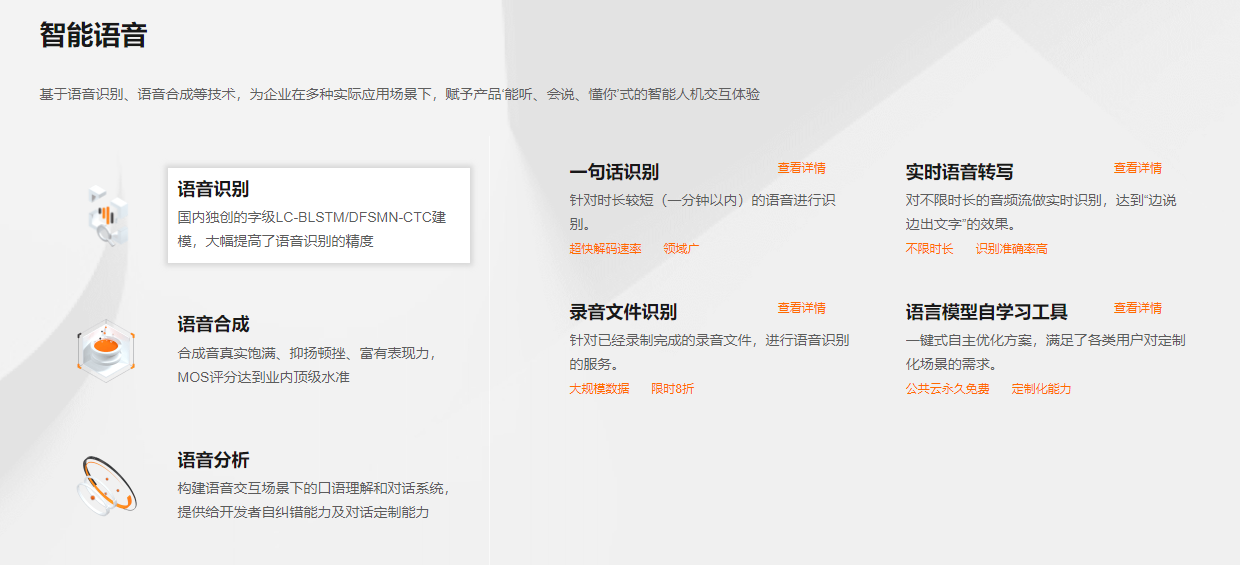 智能语音
基于语音识别、语音合成等技术，为企业在多种实际应用场景下，赋予产品‘能听、会说、懂你’式的智能人机交互体验
语音识别
国内独创的字级LC-BLSTM/DFSMN-CTC建
模，大幅提高了语音识别的精度
语音合成
合成音真实饱满、抑扬顿挫、富有表现力，
MOS评分达到业内顶级水准
语音分析
构建语音交互场景下的口语理解和对话系统，
提供给开发者自纠错能力及对话定制能力
一句话识别
查看详情
针对时长较短（一分钟以内）的语音进行识
别。
超快解码速率 领域广
实时语音转写
查看详情
对不限时长的音频流做实时识别，达到“边说
边出文字”的效果。
不限时长 识别准确率高
录音文件识别
查看详情
针对已经录制完成的录音文件，进行语音识别
的服务。
大规模数据 限时8折
语言模型自学习工具
查看详情
一键式自主优化方案，满足了各类用户对定制
化场景的需求。
公共云永久免费 定制化能力